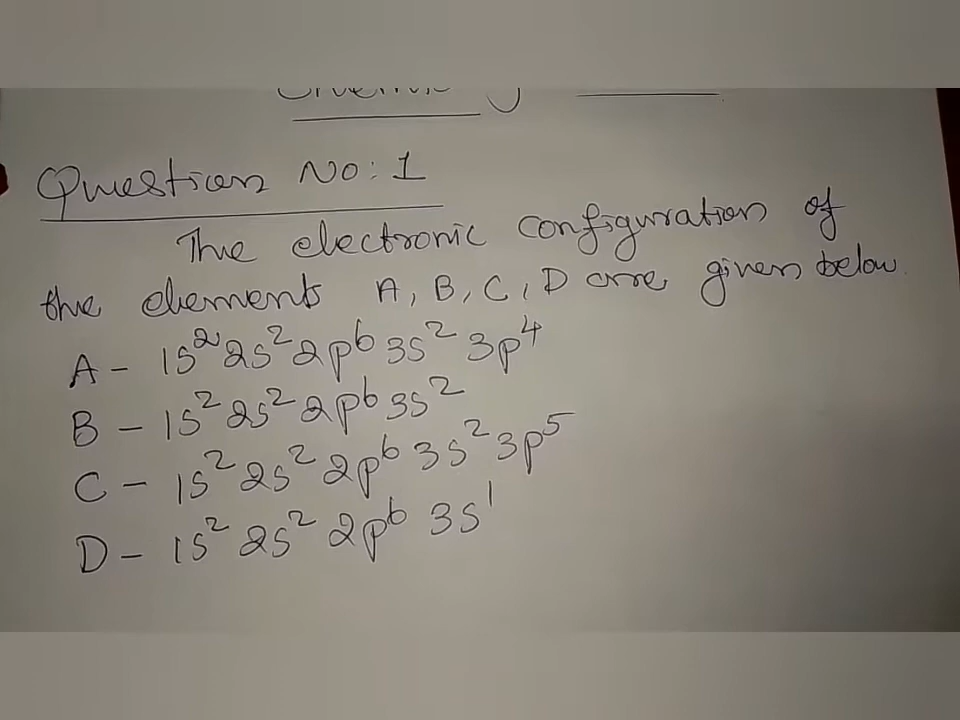 Question No: 1
The electronic configuration of
the elements A, B, C, D are given below.
A - 1s² 2s² 2p⁶ 3s² 3p⁴
B - 1s² 2s² 2p⁶ 3s²
C - 1s² 2s² 2p⁶ 3s² 3p⁵
D - 1s² 2s² 2p⁶ 3s¹